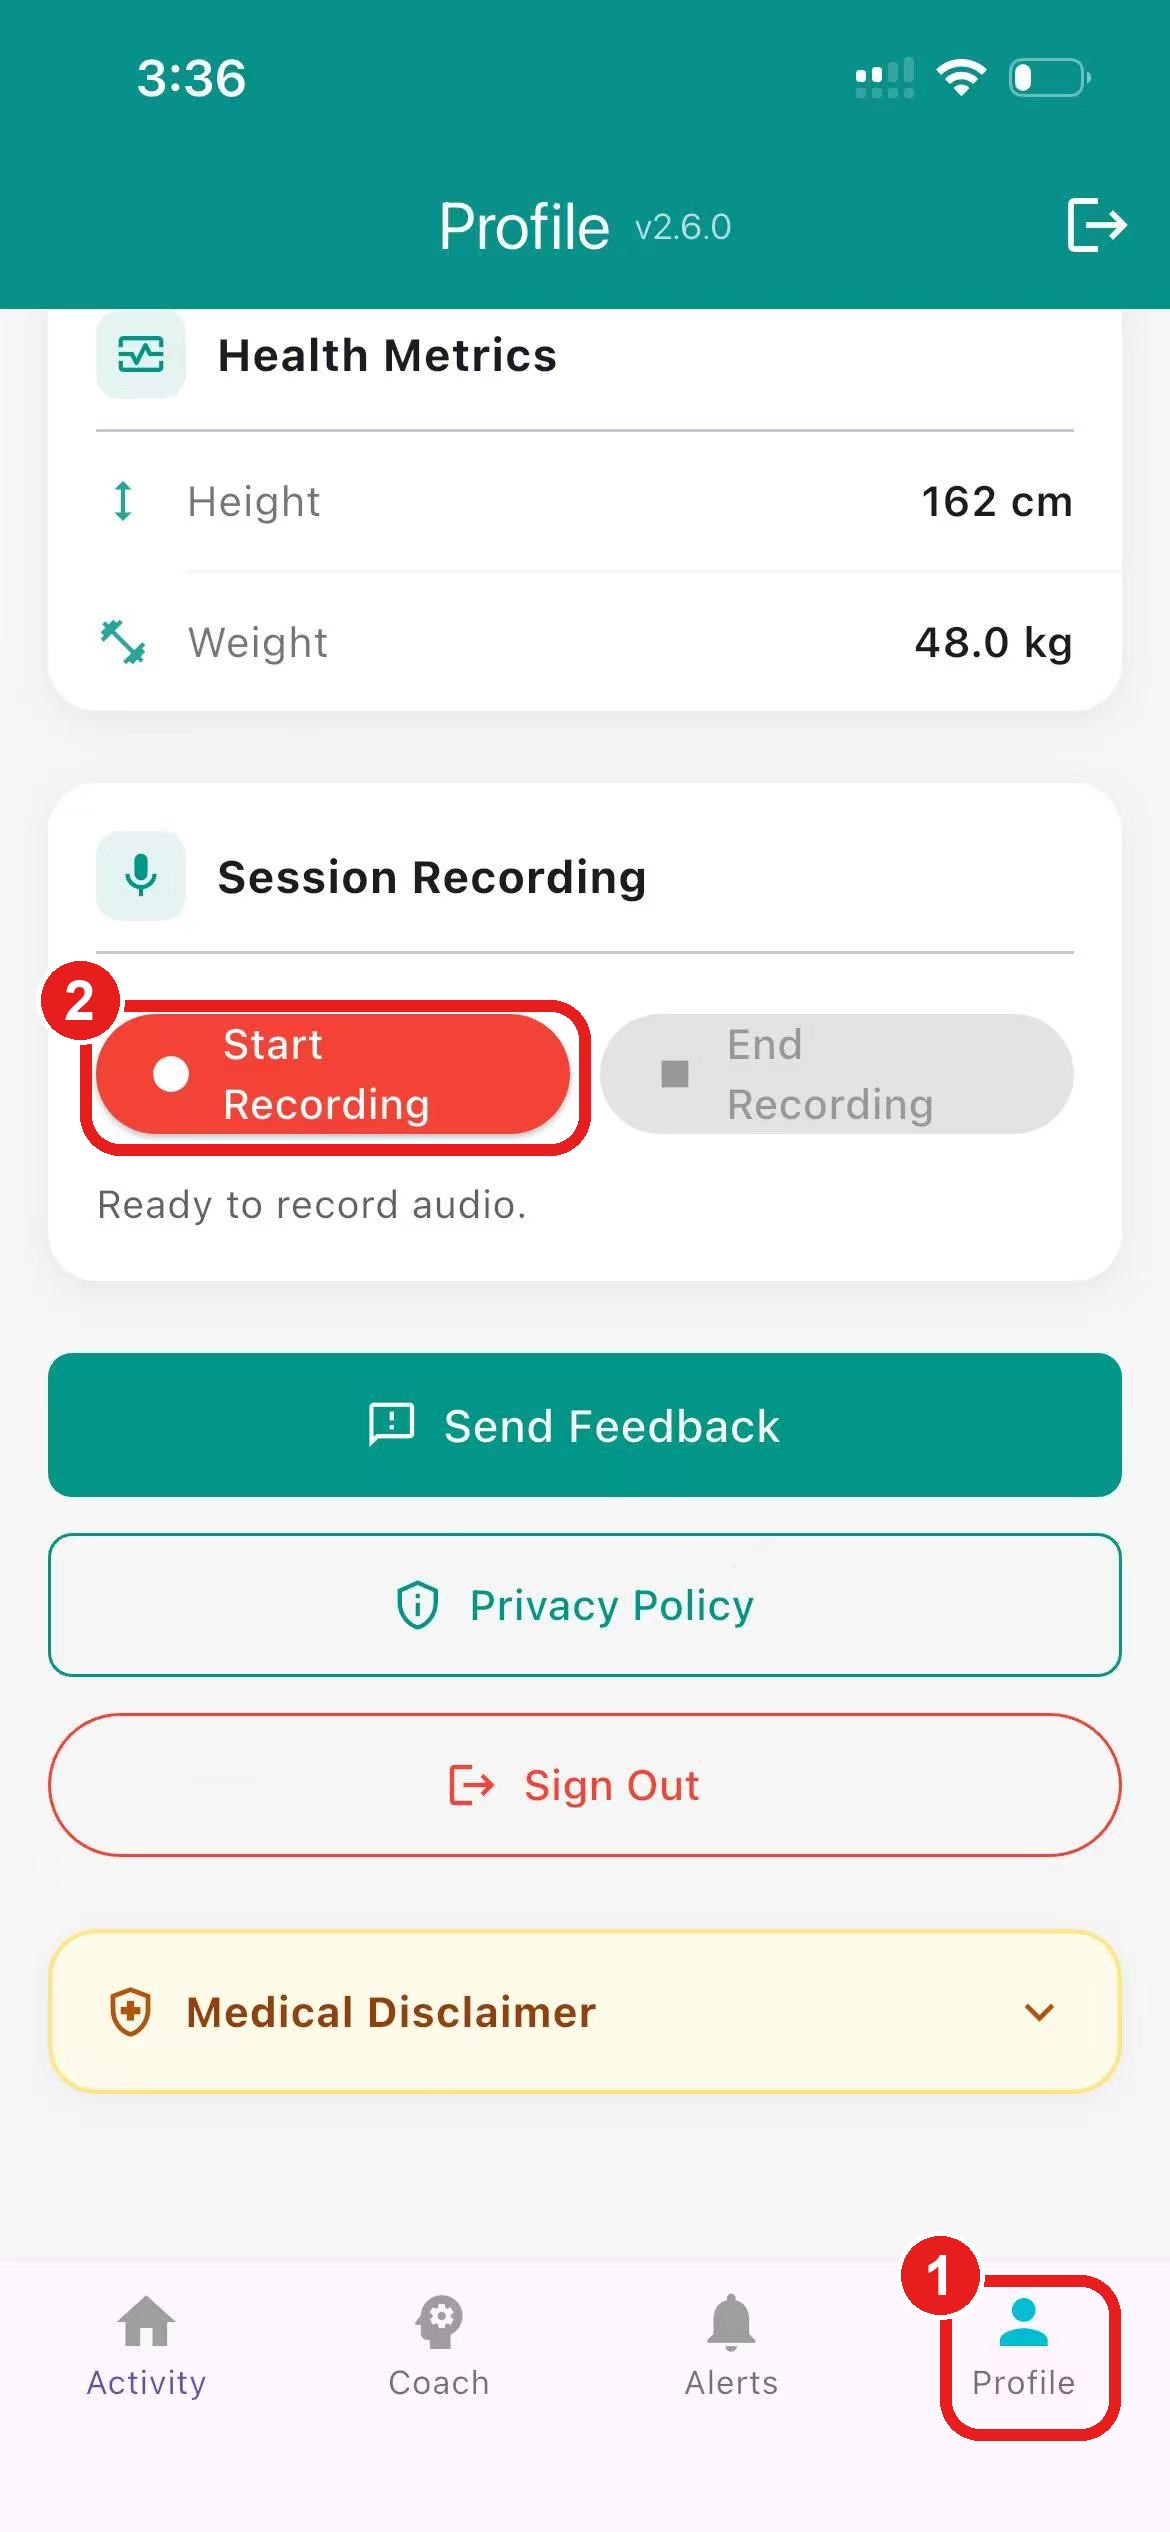 3:36
Profile v2.6.0
Health Metrics
Height 162 cm
Weight 48.0 kg
Session Recording
2
Start
Recording
End
Recording
Ready to record audio.
Send Feedback
Privacy Policy
Sign Out
Medical Disclaimer
1
Activity Coach Alerts Profile